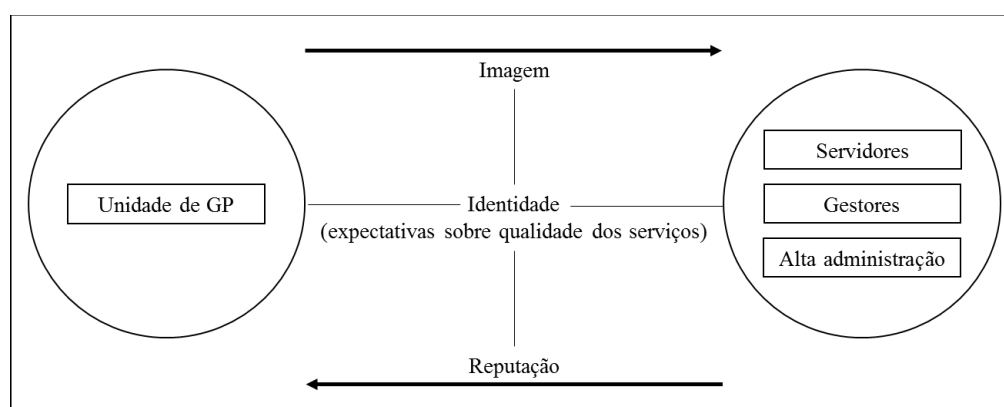 Imagem
Servidores
Unidade de GP
Identidade
(expectativas sobre qualidade dos serviços)
Gestores
Alta administração
Reputação